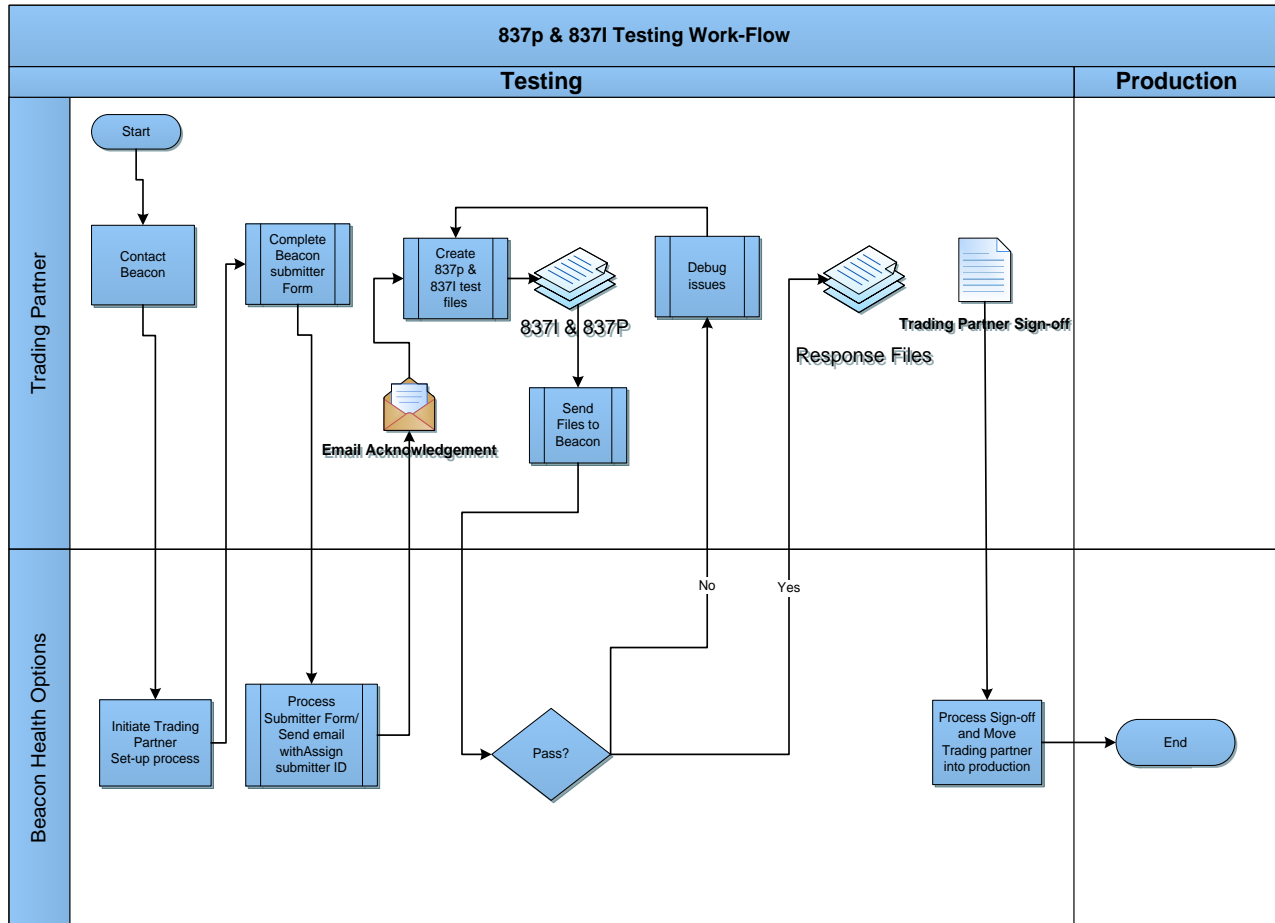 837p & 837I Testing Work-Flow
Testing
Production
Trading Partner
Start
Contact
Beacon
Complete
Beacon
submitter
Form
Create
837p &
837I test
files
837I & 837P
Debug
issues
Response Files
Trading Partner Sign-off
Email Acknowledgement
Send
Files to
Beacon
No
Yes
Beacon Health Options
Initiate Trading
Partner
Set-up process
Process
Submitter Form/
Send email
withAssign
submitter ID
Pass?
Process Sign-off
and Move
Trading partner
into production
End